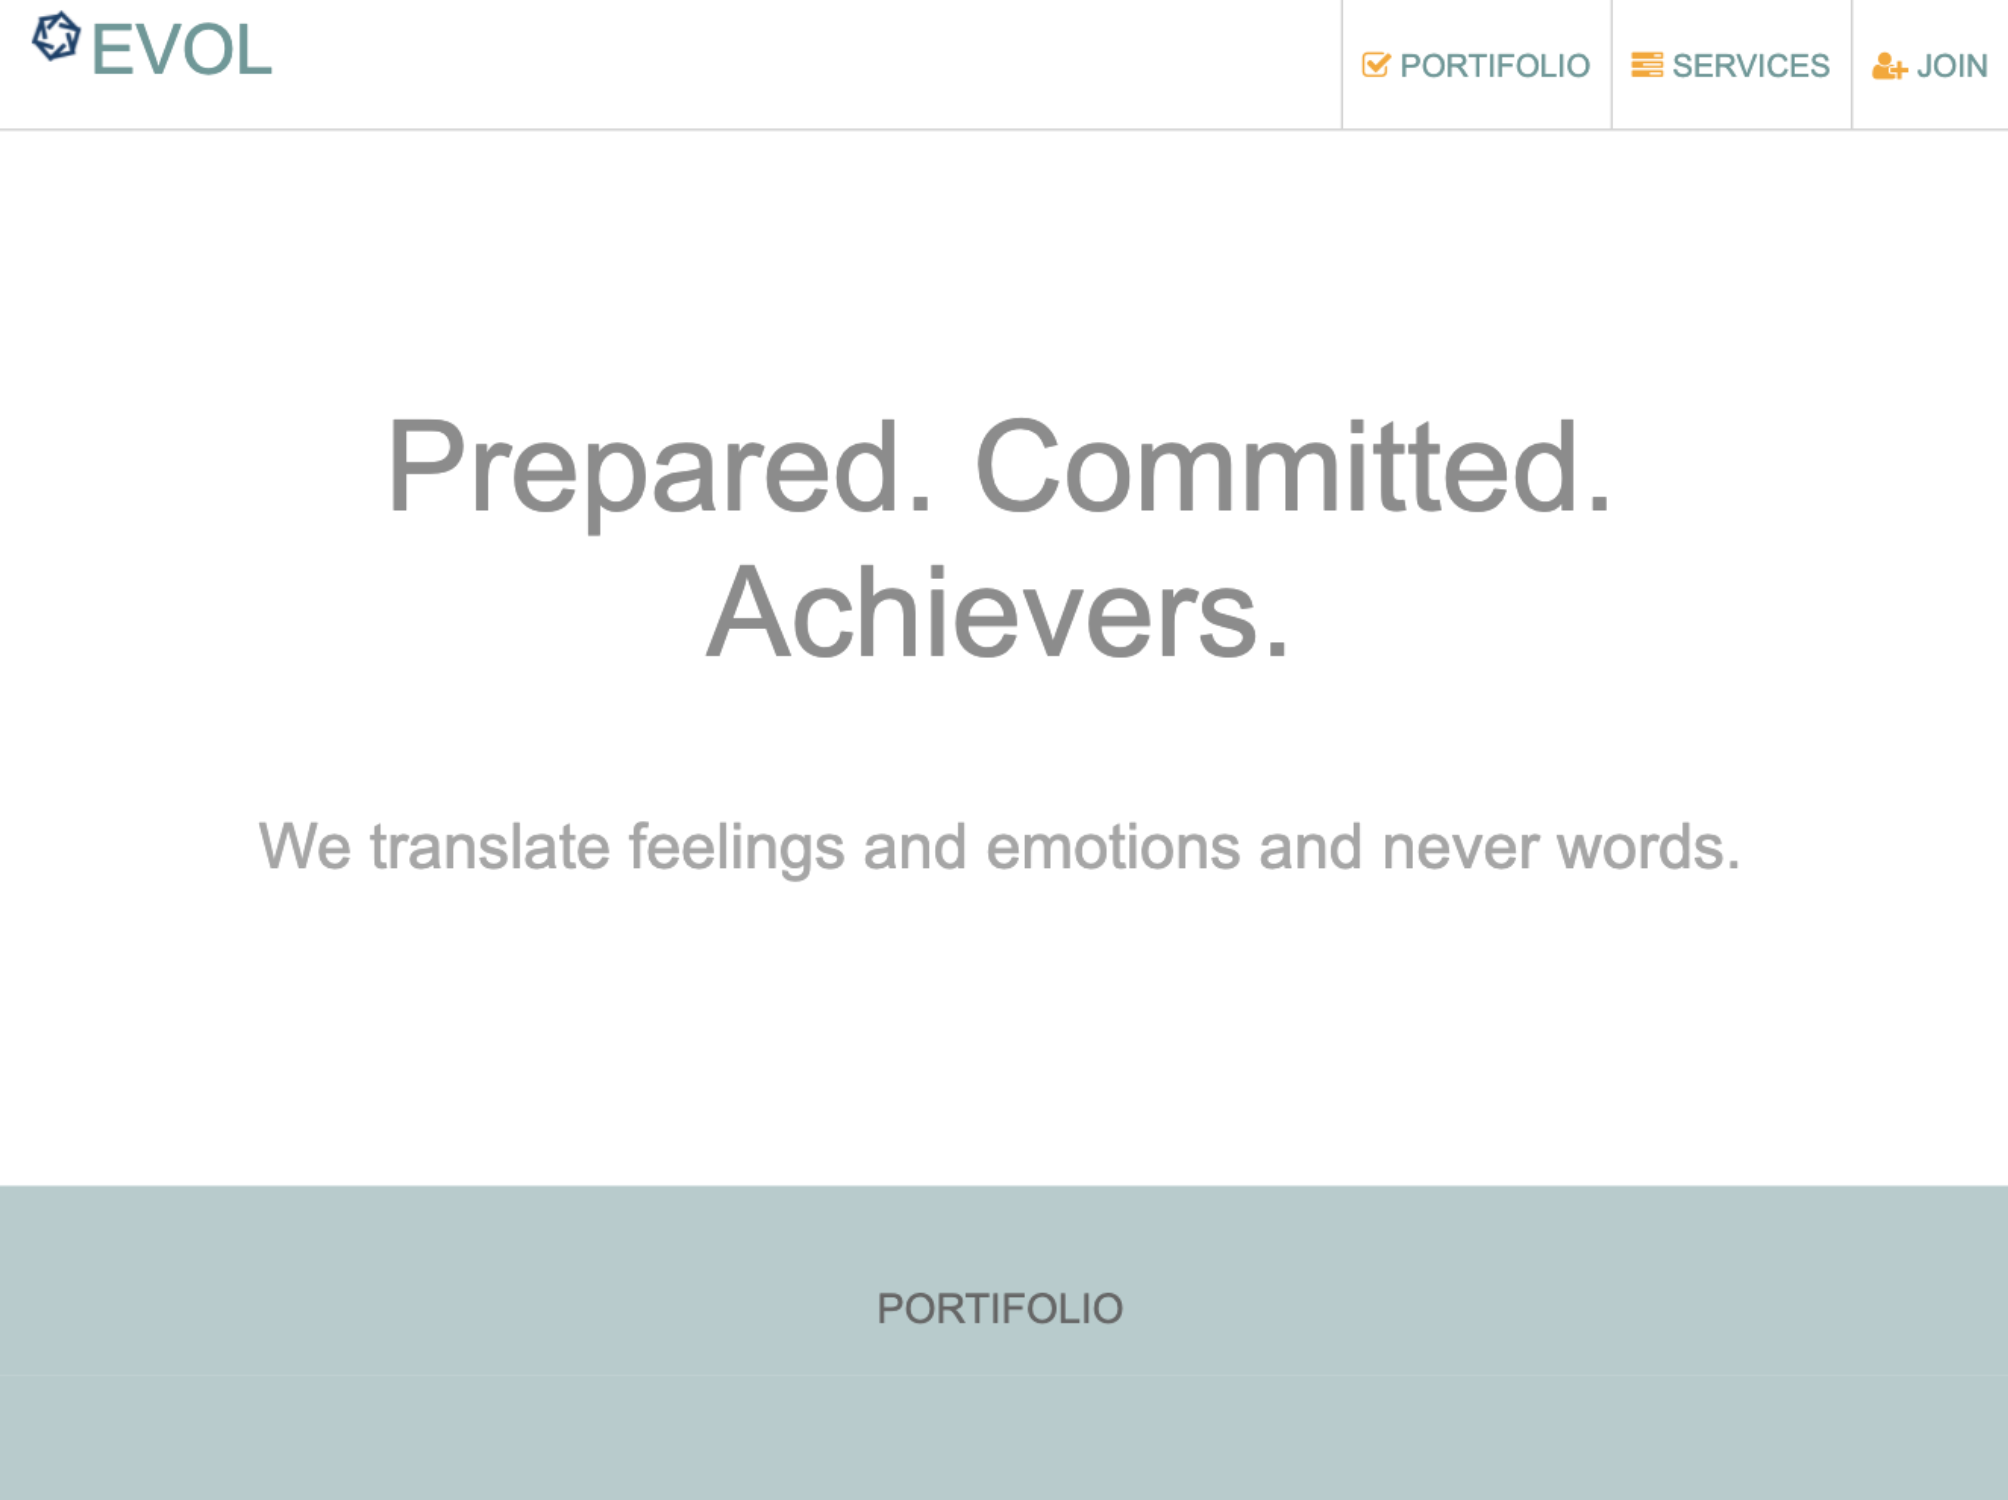 EVOL
PORTIFOLIO
SERVICES
JOIN
Prepared. Committed.
Achievers.
We translate feelings and emotions and never words.
PORTIFOLIO